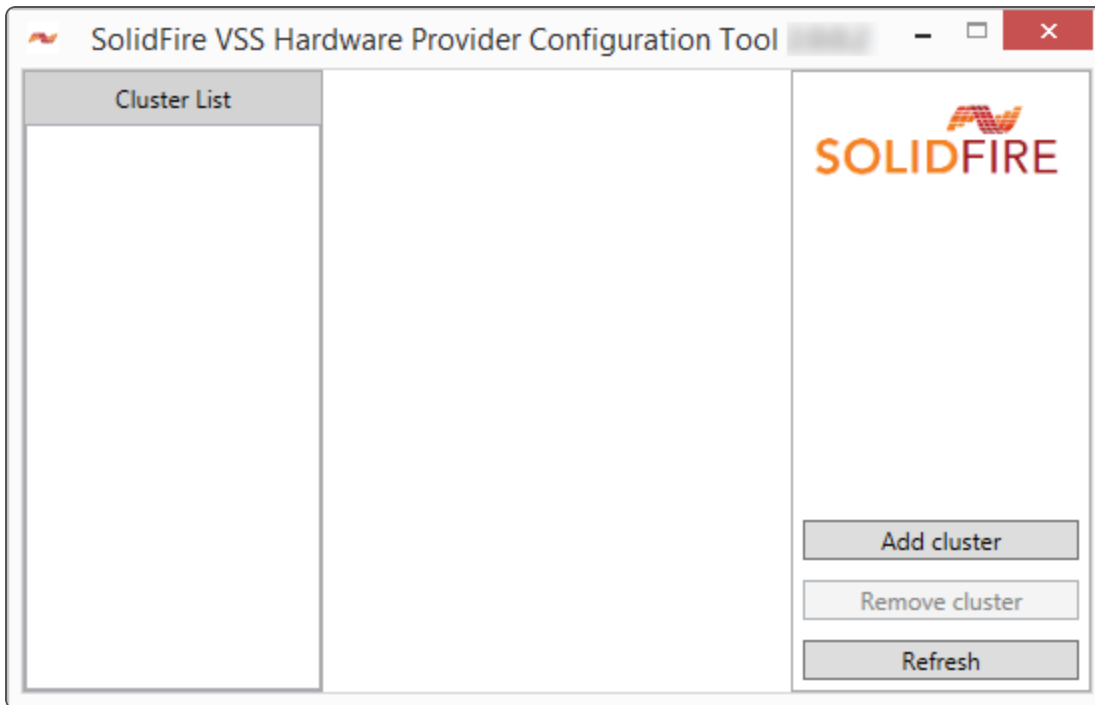 SolidFire VSS Hardware Provider Configuration Tool
Cluster List
SOLIDFIRE
Add cluster
Remove cluster
Refresh